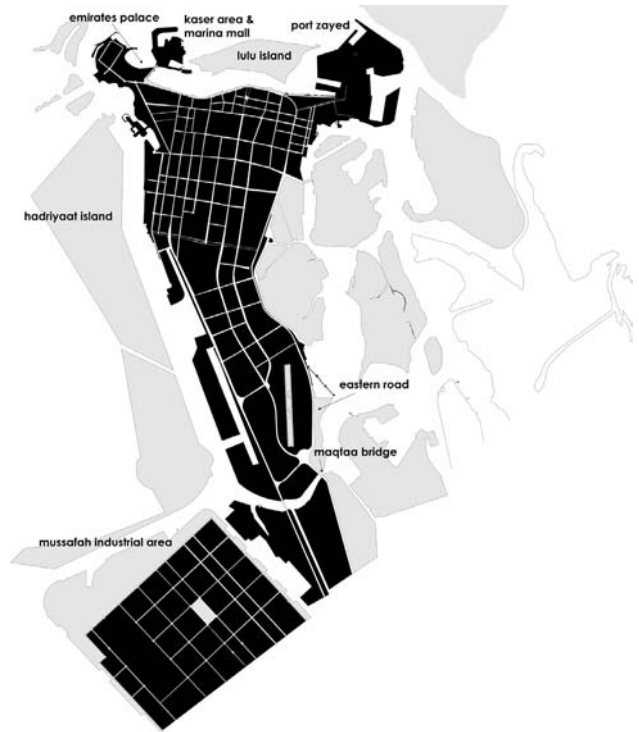 emirates palace
kaser area &
marina mall
port zayed
lulu island
hadriyaat island
eastern road
maqtaa bridge
mussafah industrial area